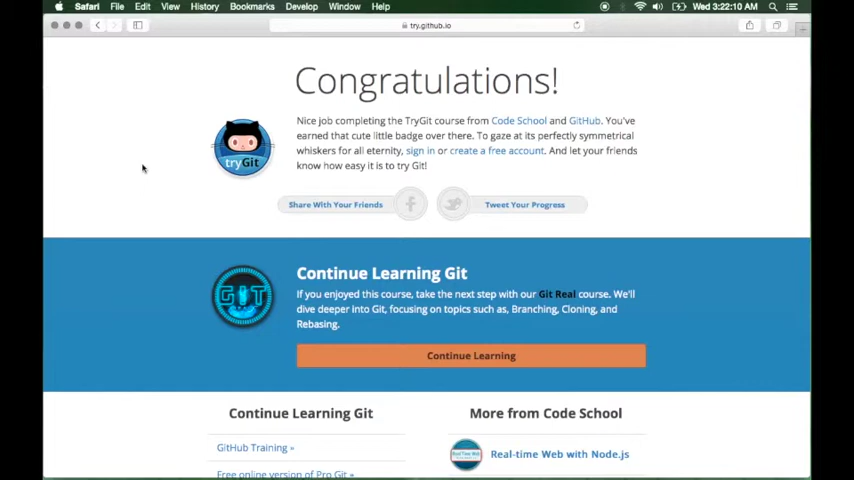 Safari File Edit View History Bookmarks Develop Window Help Wed 3:22:10 AM
try.github.io
Congratulations!
Nice job completing the TryGit course from Code School and GitHub. You've
earned that cute little badge over there. To gaze at its perfectly symmetrical
whiskers for all eternity, sign in or create a free account. And let your friends
know how easy it is to try Git!
tryGit
Share With Your Friends
Tweet Your Progress
Continue Learning Git
If you enjoyed this course, take the next step with our Git Real course. We'll
dive deeper into Git, focusing on topics such as, Branching, Cloning, and
Rebasing.
GIT
Continue Learning
Continue Learning Git
GitHub Training »
Free online version of Pro Git »
More from Code School
Real-time Web with Node.js